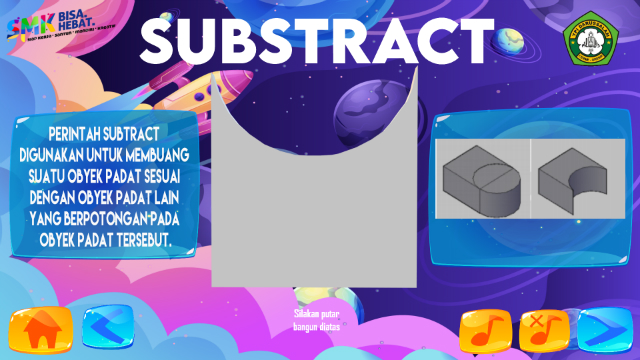 SMK BISA.
HEBAT.
SUBSTRACT
PERINTAH SUBTRACT
DIGUNAKAN UNTUK MEMBUANG
SUATU OBYEK PADAT SESUAI
DENGAN OBYEK PADAT LAIN
YANG BERPOTONGAN PADA
OBYEK PADAT TERSEBUT.
Silakan putar
bangun diatas